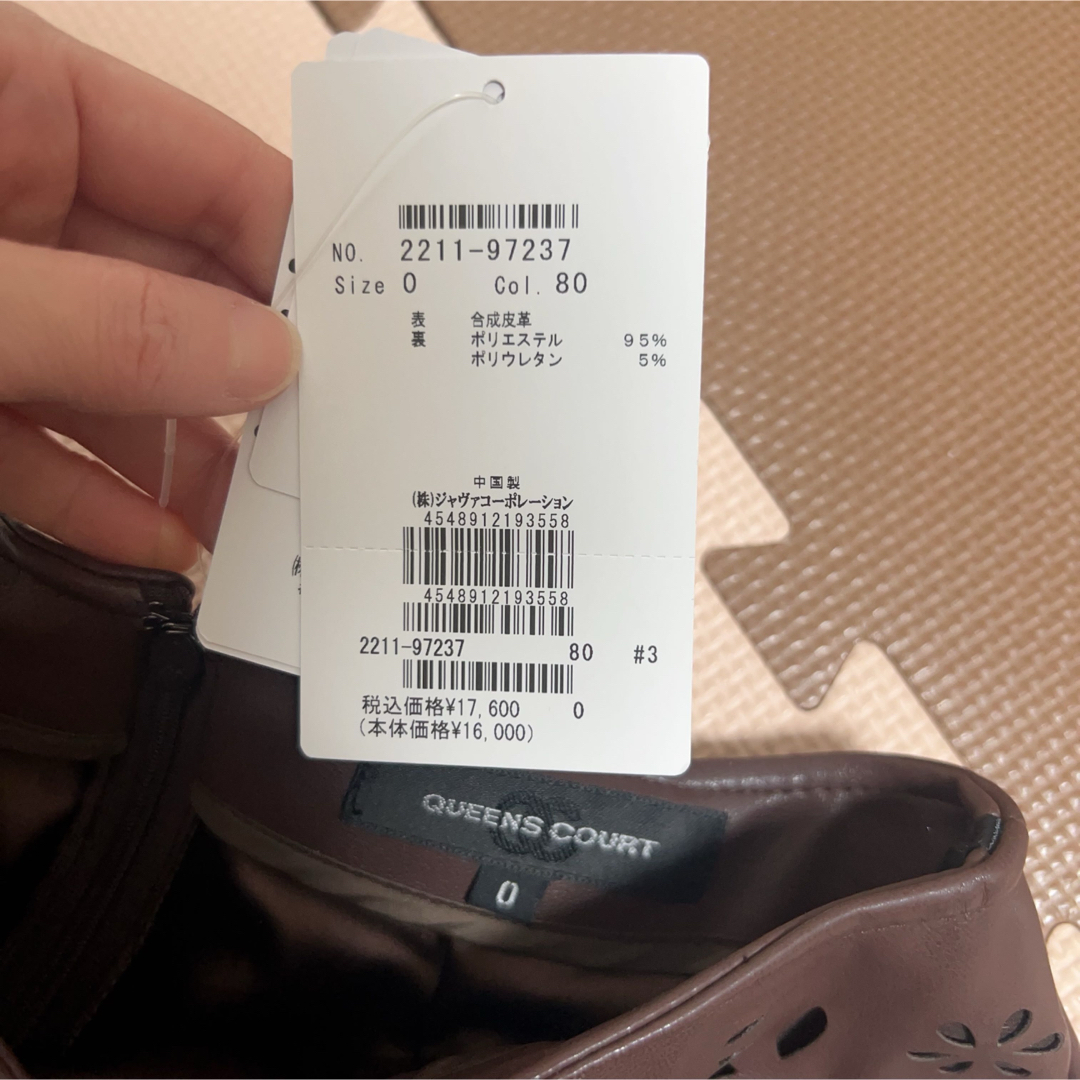 NO. 2211-97237
Size 0 Col. 80
表 合成皮革
裏 ポリエステル 95%
ポリウレタン 5%
中国製
(株)ジャヴァコーポレーション
4548912193558
4548912193558
2211-97237 80 #3
税込価格¥17,600 0
(本体価格¥16,000)
QUEENS COURT
0